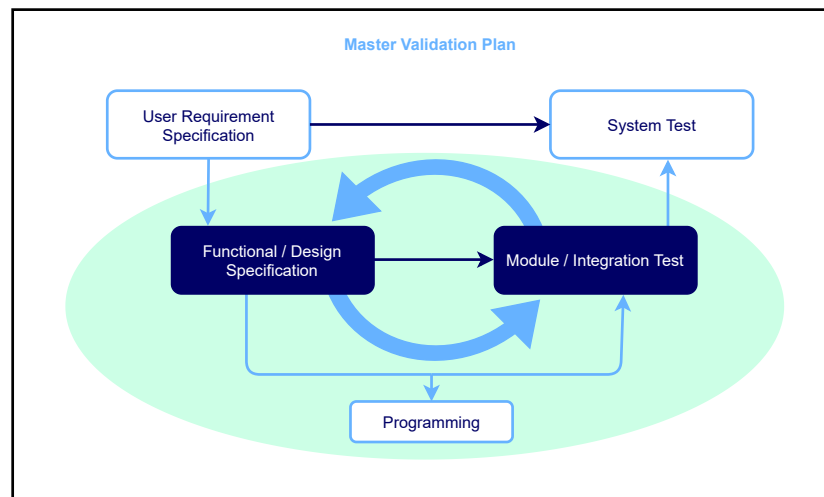 Master Validation Plan
User Requirement
Specification
System Test
Functional / Design
Specification
Module / Integration Test
Programming